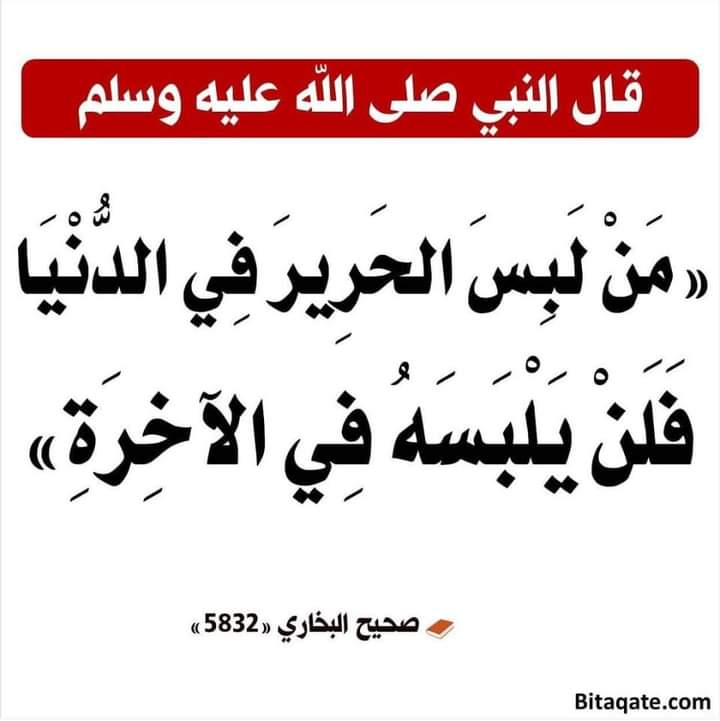 قال النبي صلى الله عليه وسلم
«مَنْ لَبِسَ الحَرِيرَ فِي الدُّنْيَا
فَلَنْ يَلْبَسَهُ فِي الآخِرَةِ»
صحيح البخاري «5832»
Bitaqate.com